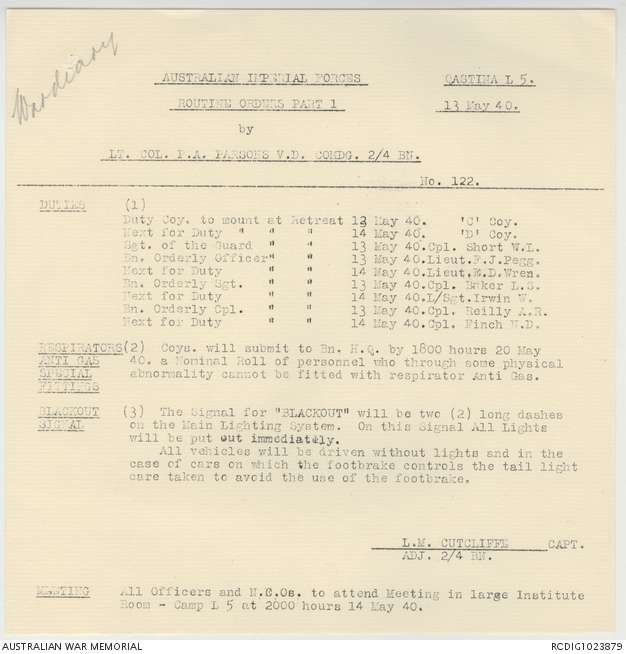 War diary
AUSTRALIAN IMPERIAL FORCES QASTINA L 5.
ROUTINE ORDERS PART 1 13 May 40.
by
LT. COL. P.A. PARSONS V.D. COMDG. 2/4 BN.
No. 122.
DUTIES (1)
Duty Coy. to mount at Retreat 13 May 40. 'C' Coy.
Next for Duty " " " 14 May 40. 'D' Coy.
Sgt. of the Guard " " " 13 May 40. Cpl. Short W.L.
Bn. Orderly Officer" " " 13 May 40. Lieut. F.J. Pegg.
Next for Duty " " 14 May 40. Lieut. E.D. Wren.
Bn. Orderly Sgt. " " 13 May 40. Cpl. Baker L.S.
Next for Duty " " 14 May 40. L/Sgt. Irwin W.
Bn. Orderly Cpl. " " 13 May 40. Cpl. Reilly A.R.
Next for Duty " " 14 May 40. Cpl. Finch N.D.
RESPIRATORS (2) Coys. will submit to Bn. H.Q. by 1800 hours 20 May
ANTI GAS 40. a Nominal Roll of personnel who through some physical
SPECIAL abnormality cannot be fitted with respirator Anti Gas.
FITTINGS
BLACKOUT (3) The Signal for "BLACKOUT" will be two (2) long dashes
SIGNAL on the Main Lighting System. On this Signal All Lights
will be put out immediately.
All vehicles will be driven without lights and in the
case of cars on which the footbrake controls the tail light
care taken to avoid the use of the footbrake.
L.M. CUTCLIFFE CAPT.
ADJ. 2/4 BN.
MEETING All Officers and N.C.Os. to attend Meeting in large Institute
Room - Camp L 5 at 2000 hours 14 May 40.
AUSTRALIAN WAR MEMORIAL RCDIG1023879